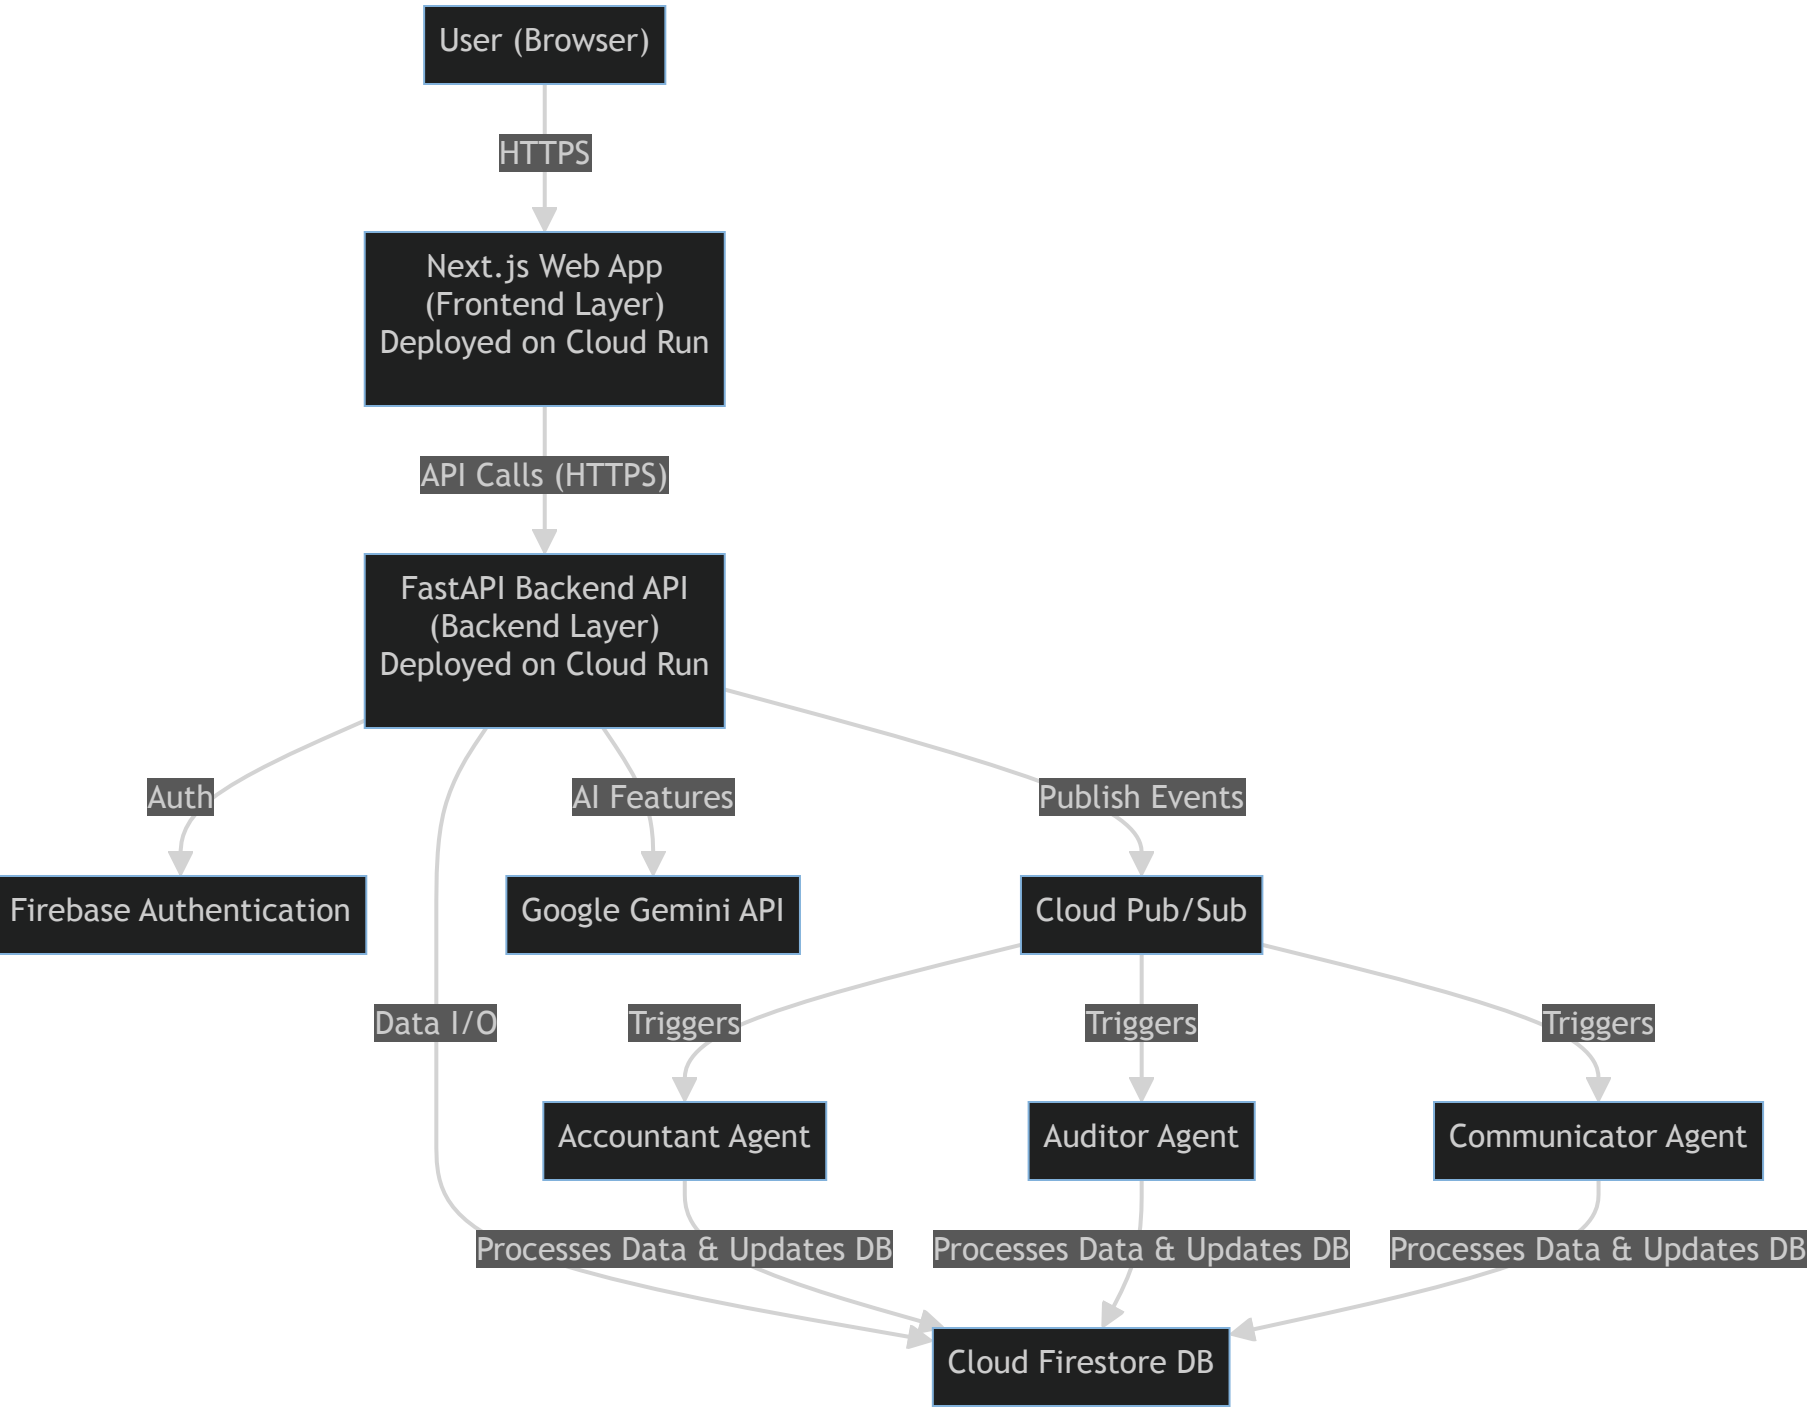 User (Browser)
HTTPS
Next.js Web App
(Frontend Layer)
Deployed on Cloud Run
API Calls (HTTPS)
FastAPI Backend API
(Backend Layer)
Deployed on Cloud Run
Auth
AI Features
Publish Events
Firebase Authentication
Google Gemini API
Cloud Pub/Sub
Data I/O
Triggers
Triggers
Triggers
Accountant Agent
Auditor Agent
Communicator Agent
Processes Data & Updates DB
Processes Data & Updates DB
Processes Data & Updates DB
Cloud Firestore DB